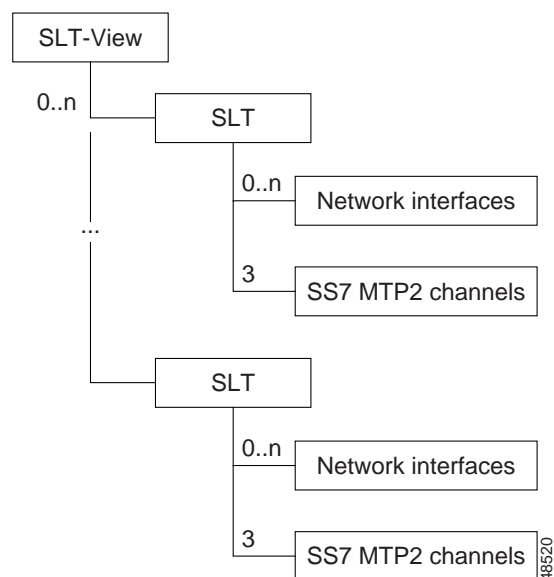 SLT-View
0..n
SLT
0..n
Network interfaces
...
3
SS7 MTP2 channels
SLT
0..n
Network interfaces
3
SS7 MTP2 channels
48520